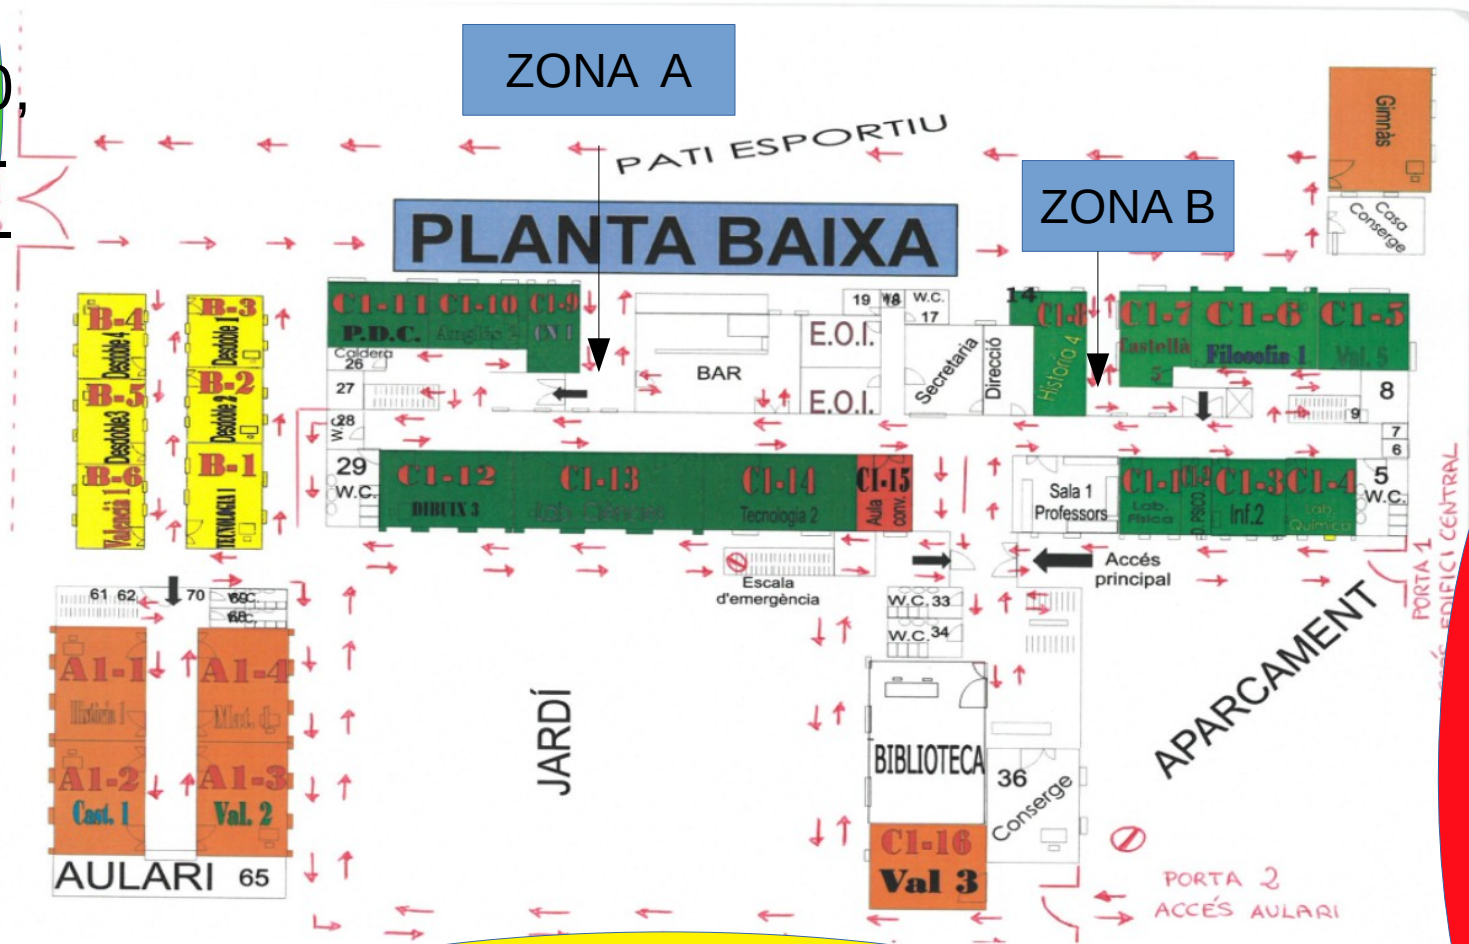 ZONA A
PATI ESPORTIU
ZONA B
PLANTA BAIXA
Gimnàs
Casa
Conserge
B-4
Desdoble 4
B-3
Desdoble 1
B-5
Desdoble3
B-2
Desdoble 2
B-6
Valencià 1
B-1
TECNOLOGIA 1
C1-11
P.D.C.
C1-10
Anglés 2
C1-9
Caldera
26
27
28
W.C.
29
W.C.
BAR
E.O.I.
E.O.I.
19
18
W.C.
17
Secretaria
Direcció
14
C1-8
Història 4
C1-7
Castellà
C1-6
Filosofia 1
C1-5
Val. 5
8
9
7
6
5
W.C.
C1-12
DIBUIX 3
C1-13
Lab. Ciències
C1-14
Tecnologia 2
C1-15
Aula
conv.
Sala 1
Professors
C1-1
Lab.
Física
D. PSICO
C1-3
Inf.2
C1-4
Lab.
Química
Escala
d'emergència
Accés
principal
PORTA 1
EDIFICI CENTRAL
61 62
70
W.C.
W.C.
A1-1
Història 1
A1-4
A1-2
Cast. 1
A1-3
Val. 2
AULARI 65
JARDÍ
W.C. 33
W.C. 34
BIBLIOTECA
36
Conserge
C1-16
Val 3
APARCAMENT
PORTA 2
ACCÉS AULARI